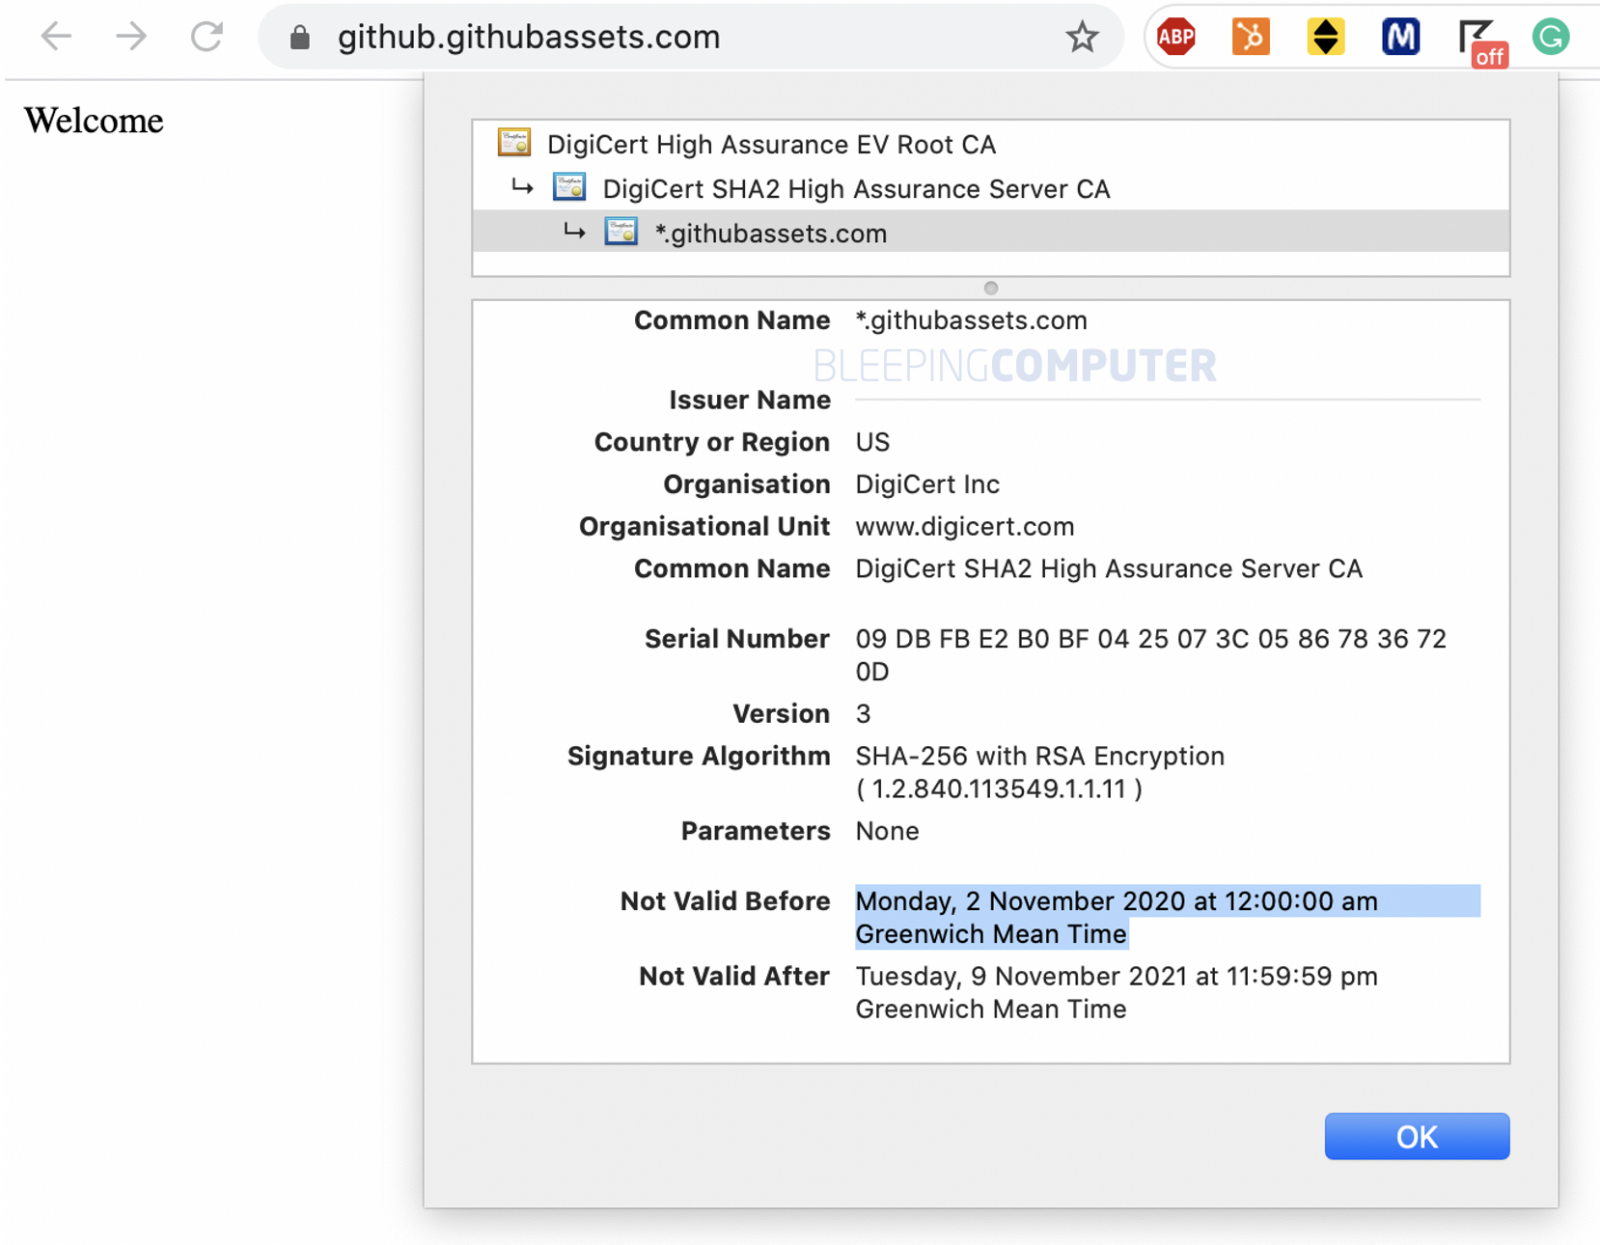 github.githubassets.com
ABP
M
off
G
Welcome
DigiCert High Assurance EV Root CA
DigiCert SHA2 High Assurance Server CA
*.githubassets.com
Common Name *.githubassets.com
BLEEPINGCOMPUTER
Issuer Name
Country or Region US
Organisation DigiCert Inc
Organisational Unit www.digicert.com
Common Name DigiCert SHA2 High Assurance Server CA
Serial Number 09 DB FB E2 B0 BF 04 25 07 3C 05 86 78 36 72
0D
Version 3
Signature Algorithm SHA-256 with RSA Encryption
( 1.2.840.113549.1.1.11 )
Parameters None
Not Valid Before Monday, 2 November 2020 at 12:00:00 am
Greenwich Mean Time
Not Valid After Tuesday, 9 November 2021 at 11:59:59 pm
Greenwich Mean Time
OK